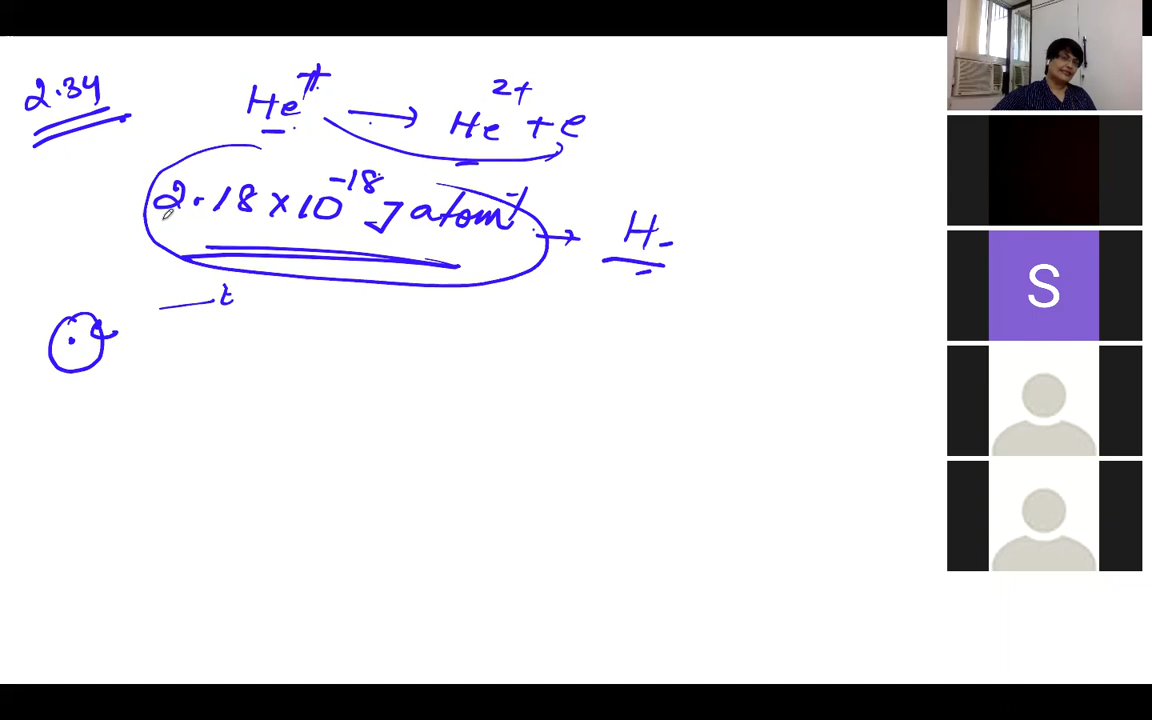 2.34
He⁺ → He²⁺ + e
2.18 × 10⁻¹⁸ J atom⁻¹ → H
t
S